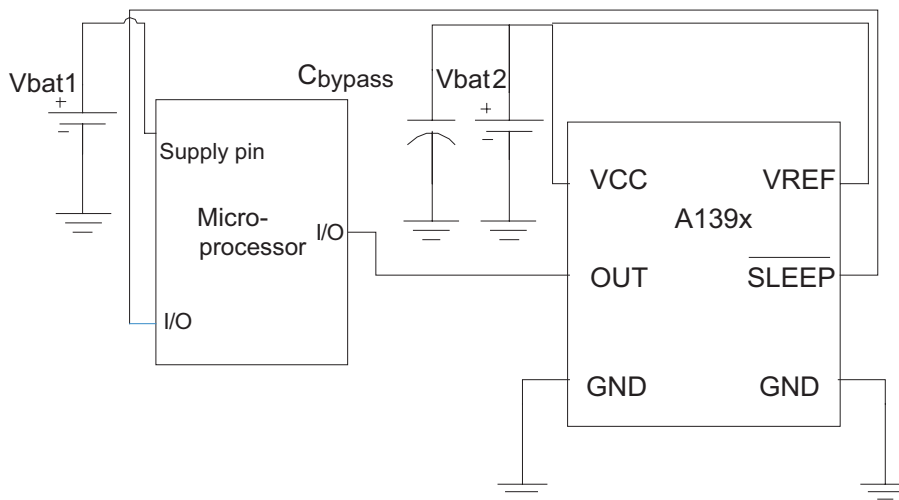 Vbat1
+
-
Cbypass
Vbat2
+
-
Supply pin
Micro-
processor
I/O
I/O
VCC
VREF
A139x
OUT
SLEEP
GND
GND